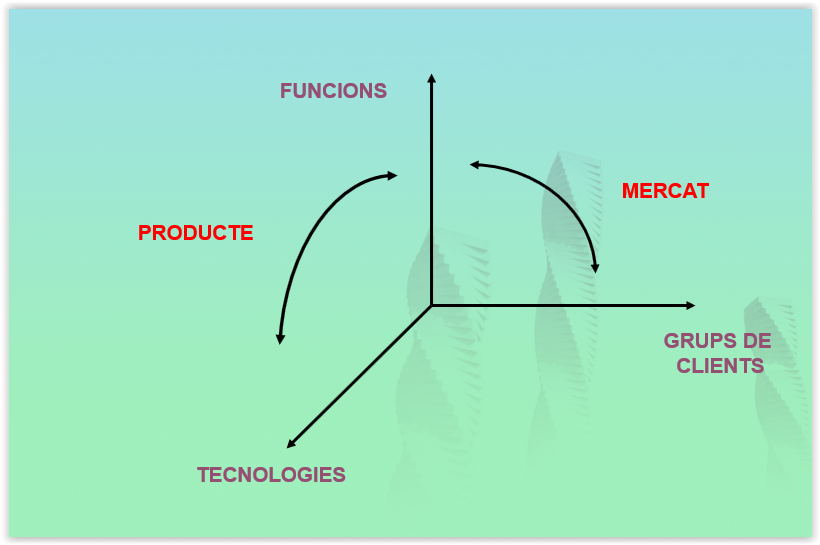 FUNCIONS
MERCAT
PRODUCTE
GRUPS DE
CLIENTS
TECNOLOGIES